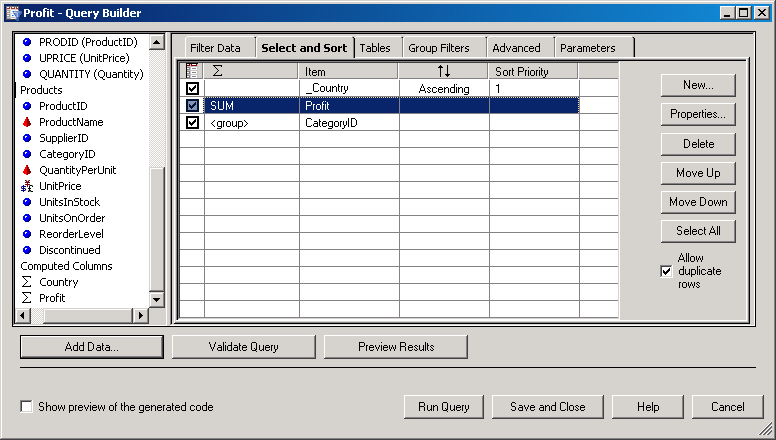 Profit - Query Builder
PRODID (ProductID)
UPRICE (UnitPrice)
QUANTITY (Quantity)
Products
ProductID
ProductName
SupplierID
CategoryID
QuantityPerUnit
UnitPrice
UnitsInStock
UnitsOnOrder
ReorderLevel
Discontinued
Computed Columns
Σ Country
Σ Profit
Filter Data Select and Sort Tables Group Filters Advanced Parameters
Σ Item ↑↓ Sort Priority
_Country Ascending 1
SUM Profit
<group> CategoryID
New...
Properties...
Delete
Move Up
Move Down
Select All
Allow
duplicate
rows
Add Data... Validate Query Preview Results
Show preview of the generated code
Run Query Save and Close Help Cancel